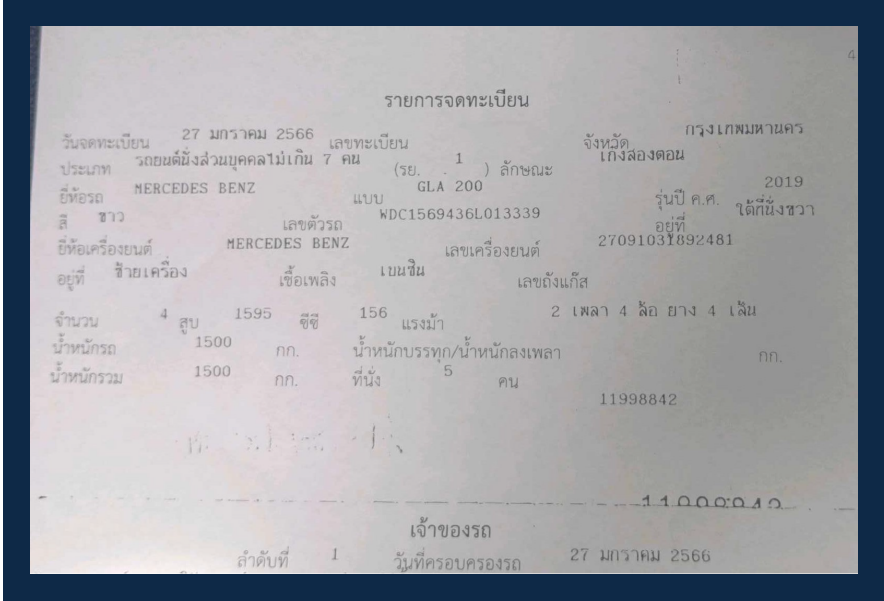 4
รายการจดทะเบียน
วันจดทะเบียน 27 มกราคม 2566 เลขทะเบียน จังหวัด กรุงเทพมหานคร
ประเภท รถยนต์นั่งส่วนบุคคลไม่เกิน 7 คน (รย. 1 ) ลักษณะ เก๋งสองตอน
ยี่ห้อรถ MERCEDES BENZ แบบ GLA 200 รุ่นปี ค.ศ. 2019
สี ขาว เลขตัวรถ WDC1569436L013339 อยู่ที่ ใต้ที่นั่งขวา
ยี่ห้อเครื่องยนต์ MERCEDES BENZ เลขเครื่องยนต์ 27091031892481
อยู่ที่ ซ้ายเครื่อง เชื้อเพลิง เบนซิน เลขถังแก๊ส
จำนวน 4 สูบ 1595 ซีซี 156 แรงม้า 2 เพลา 4 ล้อ ยาง 4 เส้น
น้ำหนักรถ 1500 กก. น้ำหนักบรรทุก/น้ำหนักลงเพลา กก.
น้ำหนักรวม 1500 กก. ที่นั่ง 5 คน
11998842
เจ้าของรถ
ลำดับที่ 1 วันที่ครอบครองรถ 27 มกราคม 2566